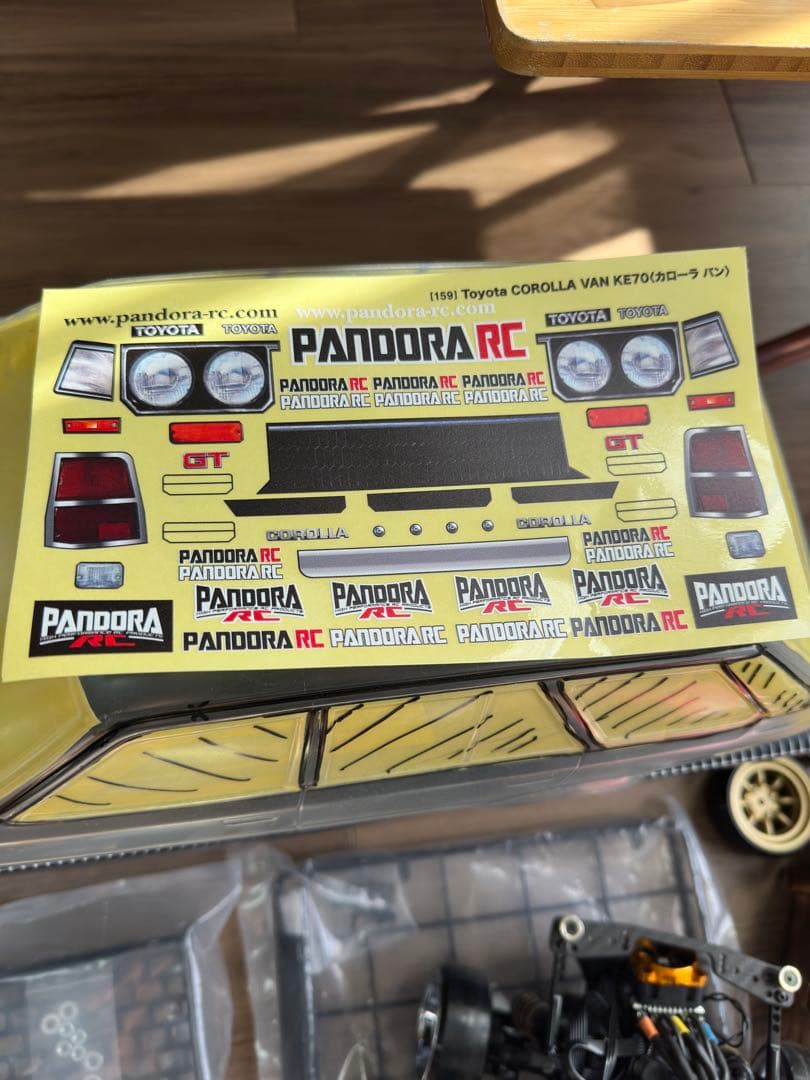 [159] Toyota COROLLA VAN KE70(カローラ バン)
www.pandora-rc.com www.pandora-rc.com
TOYOTA TOYOTA TOYOTA TOYOTA
PANDORA RC
PANDORA RC PANDORA RC PANDORA RC
PANDORA RC PANDORA RC PANDORA RC
GT GT
COROLLA COROLLA
PANDORA RC PANDORA RC
PANDORA RC PANDORA RC
PANDORA RC PANDORA RC PANDORA RC PANDORA RC PANDORA RC PANDORA RC
PANDORA RC PANDORA RC PANDORA RC PANDORA RC